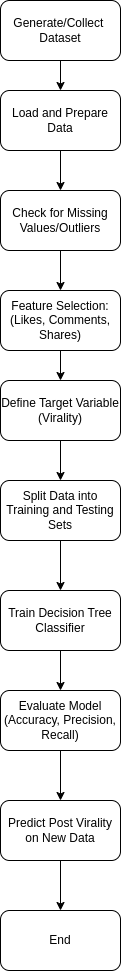 Generate/Collect
Dataset
Load and Prepare
Data
Check for Missing
Values/Outliers
Feature Selection:
(Likes, Comments,
Shares)
Define Target Variable
(Virality)
Split Data into
Training and Testing
Sets
Train Decision Tree
Classifier
Evaluate Model
(Accuracy, Precision,
Recall)
Predict Post Virality
on New Data
End